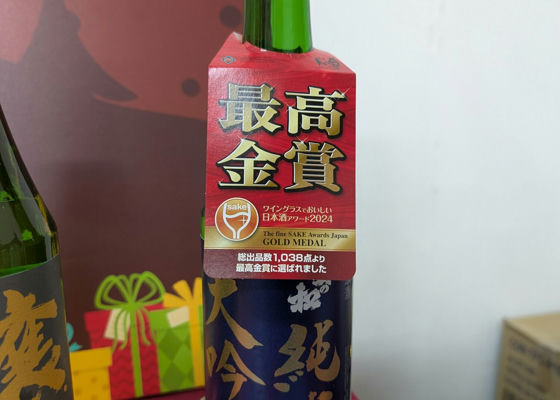 最高
金賞
sake
ワイングラスでおいしい
日本酒アワード2024
The fine SAKE Awards Japan
GOLD MEDAL
総出品数1,038点より
最高金賞に選ばれました
大吟
純